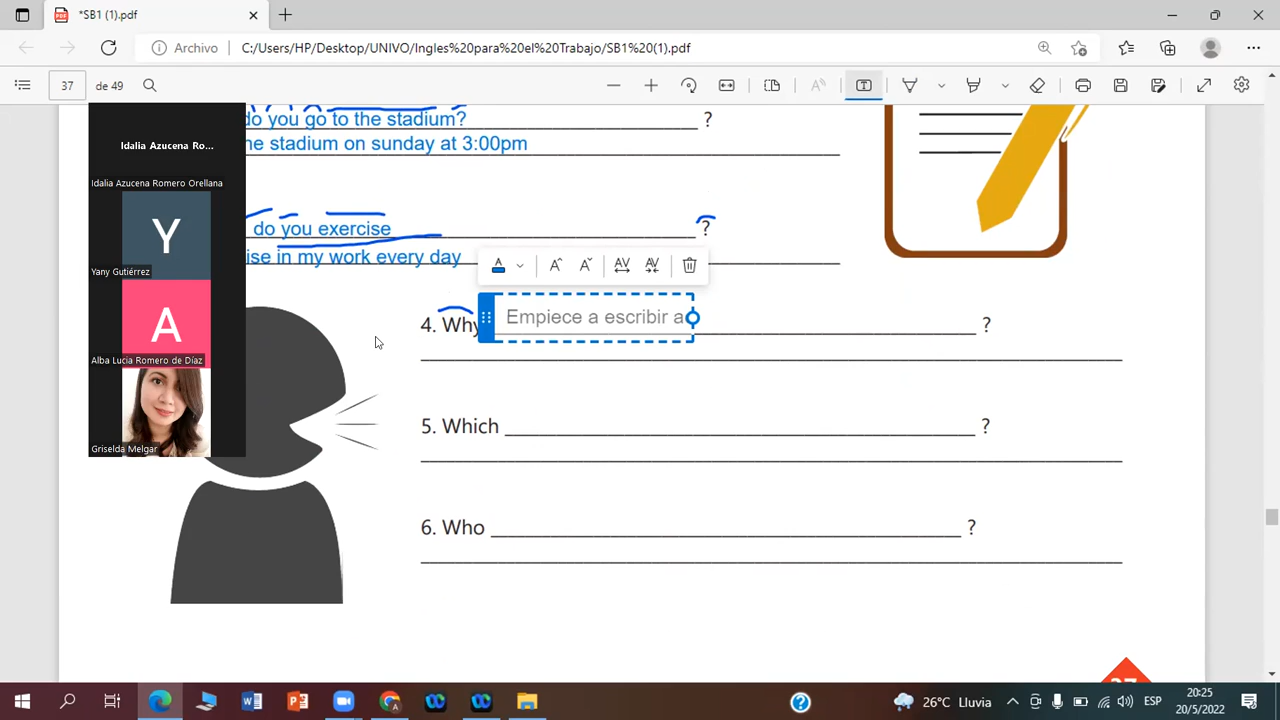 *SB1 (1).pdf
Archivo
C:/Users/HP/Desktop/UNIVO/Ingles%20para%20el%20Trabajo/SB1%20(1).pdf
37 de 49
do you go to the stadium? ?
he stadium on sunday at 3:00pm
do you exercise ?
ise in my work every day
Idalia Azucena Ro...
Idalia Azucena Romero Orellana
Y
Yany Gutiérrez
A
Alba Lucia Romero de Díaz
Griselda Melgar
Empiece a escribir a
4. Why ?
5. Which ?
6. Who ?
26°C Lluvia
ESP
20:25
20/5/2022